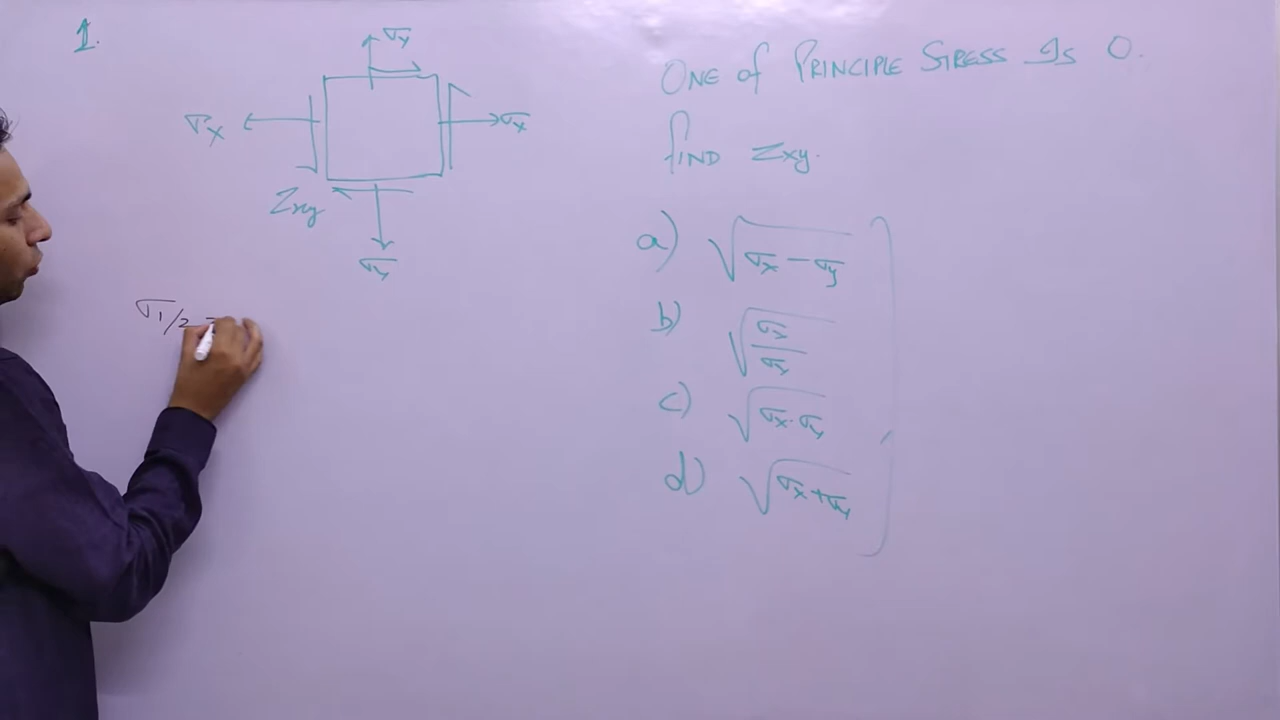 1.
σy
σx
σx
Zxy
σy
σ1/2 =
ONE of PRINCIPLE STRESS Is O.
fIND Zxy.
a) √σx - σy
b) √σx/σy
c) √σx . σy
d) √σx + σy